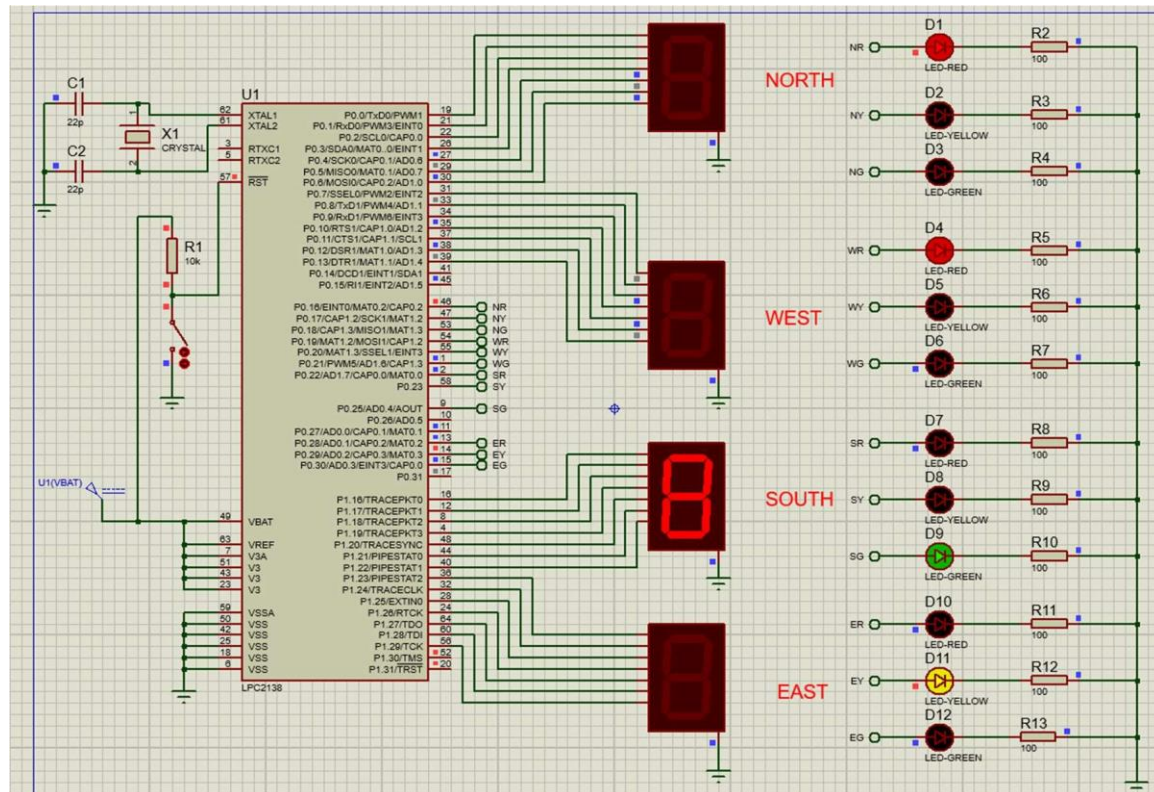 C1
22p
X1
CRYSTAL
1
2
C2
22p
R1
10k
U1(VBAT)
U1
62 XTAL1
61 XTAL2
3 RTXC1
5 RTXC2
57 RST
49 VBAT
63 VREF
7 V3A
51 V3
43 V3
23 V3
59 VSSA
50 VSS
42 VSS
25 VSS
18 VSS
6 VSS
LPC2138
P0.0/TxD0/PWM1 19
P0.1/RxD0/PWM3/EINT0 21
P0.2/SCL0/CAP0.0 22
P0.3/SDA0/MAT0..0/EINT1 26
P0.4/SCK0/CAP0.1/AD0.6 27
P0.5/MISO0/MAT0.1/AD0.7 29
P0.6/MOSI0/CAP0.2/AD1.0 30
P0.7/SSEL0/PWM2/EINT2 31
P0.8/TxD1/PWM4/AD1.1 33
P0.9/RxD1/PWM6/EINT3 34
P0.10/RTS1/CAP1.0/AD1.2 35
P0.11/CTS1/CAP1.1/SCL1 37
P0.12/DSR1/MAT1.0/AD1.3 38
P0.13/DTR1/MAT1.1/AD1.4 39
P0.14/DCD1/EINT1/SDA1 41
P0.15/RI1/EINT2/AD1.5 45
P0.16/EINT0/MAT0.2/CAP0.2 46 NR
P0.17/CAP1.2/SCK1/MAT1.2 47 NY
P0.18/CAP1.3/MISO1/MAT1.3 53 NG
P0.19/MAT1.2/MOSI1/CAP1.2 54 WR
P0.20/MAT1.3/SSEL1/EINT3 55 WY
P0.21/PWM5/AD1.6/CAP1.3 1 WG
P0.22/AD1.7/CAP0.0/MAT0.0 2 SR
P0.23 58 SY
P0.25/AD0.4/AOUT 9 SG
P0.26/AD0.5 10
P0.27/AD0.0/CAP0.1/MAT0.1 11
P0.28/AD0.1/CAP0.2/MAT0.2 13 ER
P0.29/AD0.2/CAP0.3/MAT0.3 14 EY
P0.30/AD0.3/EINT3/CAP0.0 15 EG
P0.31 17
P1.16/TRACEPKT0 16
P1.17/TRACEPKT1 12
P1.18/TRACEPKT2 8
P1.19/TRACEPKT3 4
P1.20/TRACESYNC 48
P1.21/PIPESTAT0 44
P1.22/PIPESTAT1 40
P1.23/PIPESTAT2 36
P1.24/TRACECLK 32
P1.25/EXTIN0 28
P1.26/RTCK 24
P1.27/TDO 64
P1.28/TDI 60
P1.29/TCK 56
P1.30/TMS 52
P1.31/TRST 20
NORTH
WEST
0
SOUTH
EAST
D1
R2
NR
LED-RED
100
D2
R3
NY
LED-YELLOW
100
D3
R4
NG
LED-GREEN
100
D4
R5
WR
LED-RED
100
D5
R6
WY
LED-YELLOW
100
D6
R7
WG
LED-GREEN
100
D7
R8
SR
LED-RED
100
D8
R9
SY
LED-YELLOW
100
D9
R10
SG
LED-GREEN
100
D10
R11
ER
LED-RED
100
D11
R12
EY
LED-YELLOW
100
D12
R13
EG
LED-GREEN
100